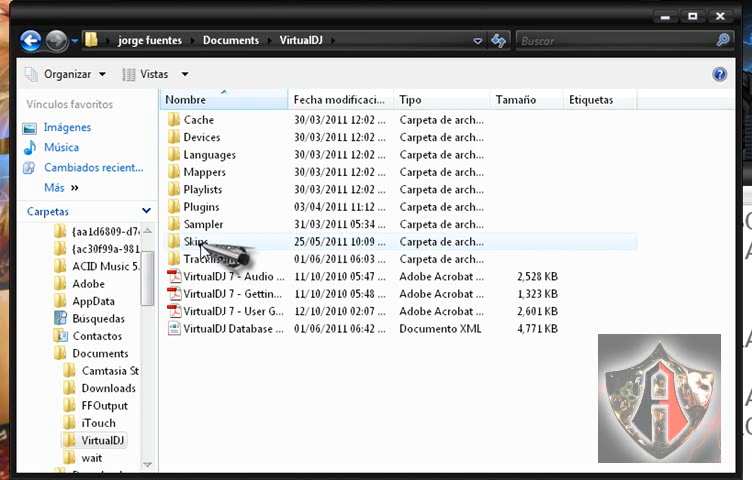 jorge fuentes Documents VirtualDJ Buscar
Organizar Vistas
Vínculos favoritos
Imágenes
Música
Cambiados recient...
Más
Carpetas
{aa1d6809-d7
{ac30f99a-981
ACID Music 5.
Adobe
AppData
Búsquedas
Contactos
Documents
Camtasia St
Downloads
FFOutput
iTouch
VirtualDJ
wait
Nombre Fecha modificaci... Tipo Tamaño Etiquetas
Cache 30/03/2011 12:02 ... Carpeta de arch...
Devices 30/03/2011 12:02 ... Carpeta de arch...
Languages 30/03/2011 12:02 ... Carpeta de arch...
Mappers 30/03/2011 12:02 ... Carpeta de arch...
Playlists 30/03/2011 12:02 ... Carpeta de arch...
Plugins 03/04/2011 11:12 ... Carpeta de arch...
Sampler 31/03/2011 05:34 ... Carpeta de arch...
Skins 25/05/2011 10:09 ... Carpeta de arch...
01/06/2011 06:03 ... Carpeta de arch...
VirtualDJ 7 - Audio ... 11/10/2010 05:47 ... Adobe Acrobat ... 2,528 KB
VirtualDJ 7 - Gettin... 11/10/2010 05:48 ... Adobe Acrobat ... 1,323 KB
VirtualDJ 7 - User G... 12/10/2010 02:07 ... Adobe Acrobat ... 2,601 KB
VirtualDJ Database ... 01/06/2011 06:42 ... Documento XML 4,771 KB
A